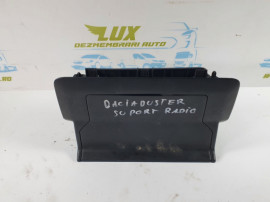 LUX
DEZMEMBRARI AUTO
DACIA DUSTER
SUPORT RADIO